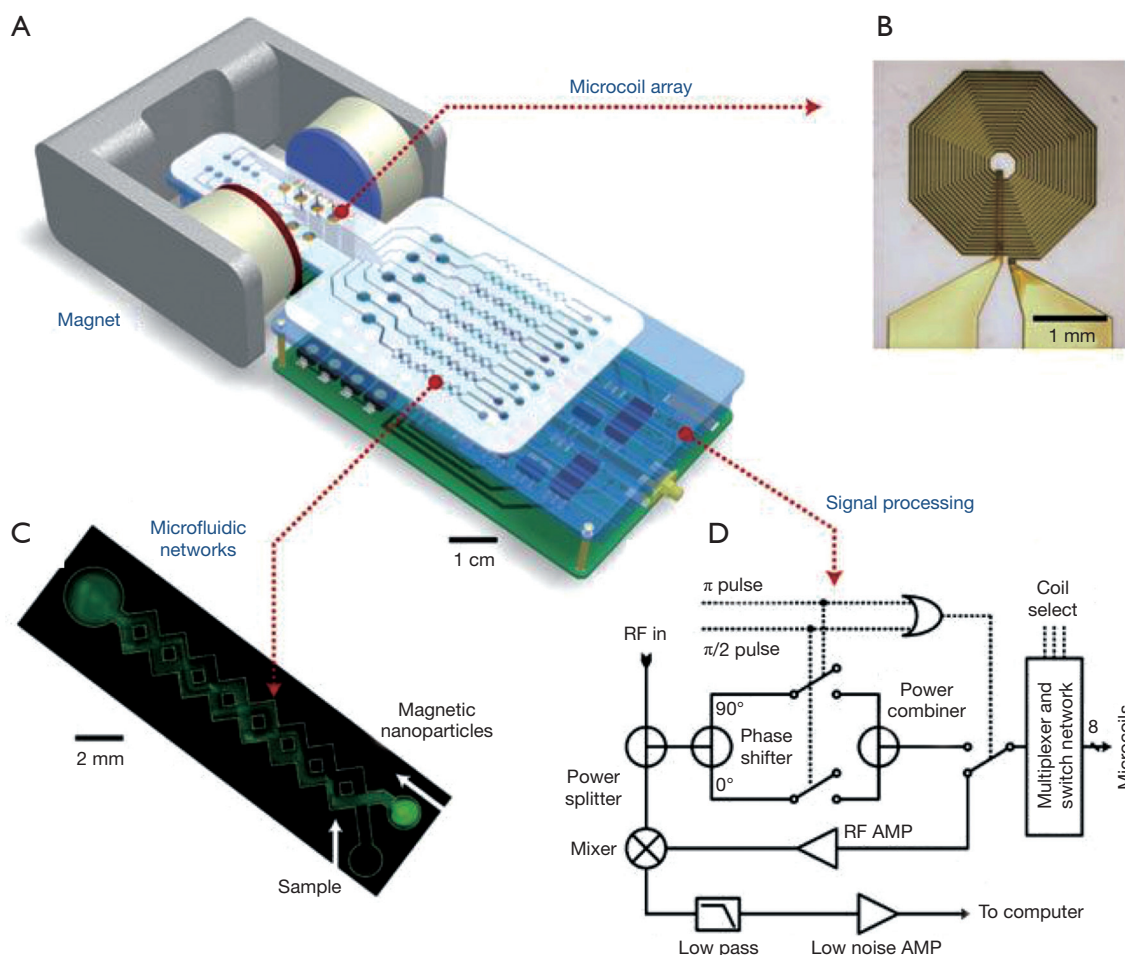 A
B
Microcoil array
Magnet
1 mm
C
Microfluidic
networks
1 cm
Signal processing
D
π pulse
Coil
select
RF in
π/2 pulse
Magnetic
nanoparticles
2 mm
90°
Power
combiner
Phase
shifter
0°
8
Multiplexer and
switch network
Microcoils
Power
splitter
RF AMP
Mixer
Sample
To computer
Low pass
Low noise AMP